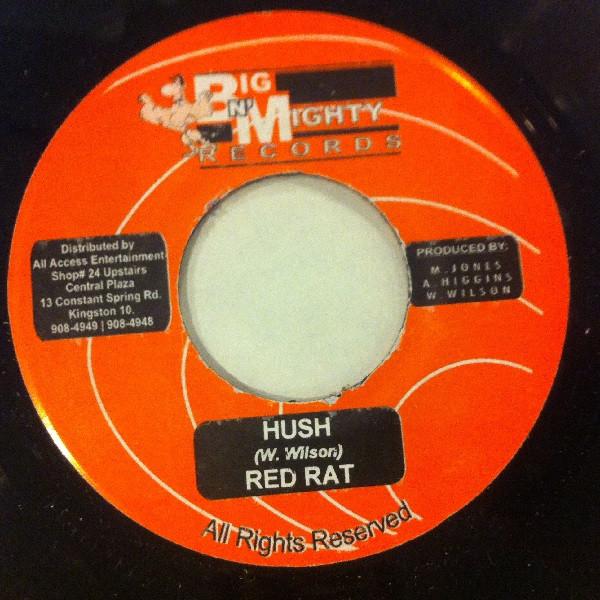 BIG
N'
MIGHTY
RECORDS
Distributed by
All Access Entertainment
Shop# 24 Upstairs
Central Plaza
13 Constant Spring Rd.
Kingston 10.
908-4949 | 908-4948
PRODUCED BY:
M. JONES
A. HIGGINS
W. WILSON
HUSH
(W. Wilson)
RED RAT
All Rights Reserved